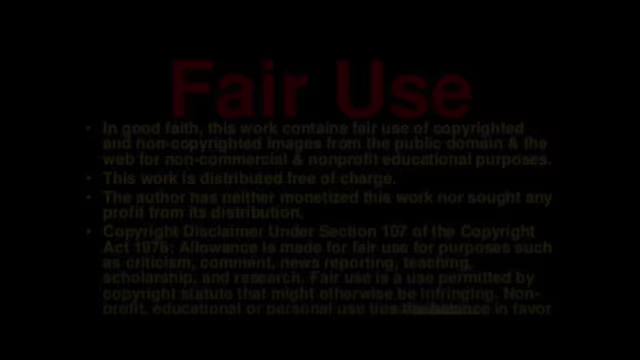 Fair Use
• In good faith, this work contains fair use of copyrighted
and non-copyrighted images from the public domain & the
web for non-commercial & nonprofit educational purposes.
• This work is distributed free of charge.
• The author has neither monetized this work nor sought any
profit from its distribution.
• Copyright Disclaimer Under Section 107 of the Copyright
Act 1976: Allowance is made for fair use for purposes such
as criticism, comment, news reporting, teaching,
scholarship, and research. Fair use is a use permitted by
copyright statute that might otherwise be infringing. Non-
profit, educational or personal use tips the balance in favor